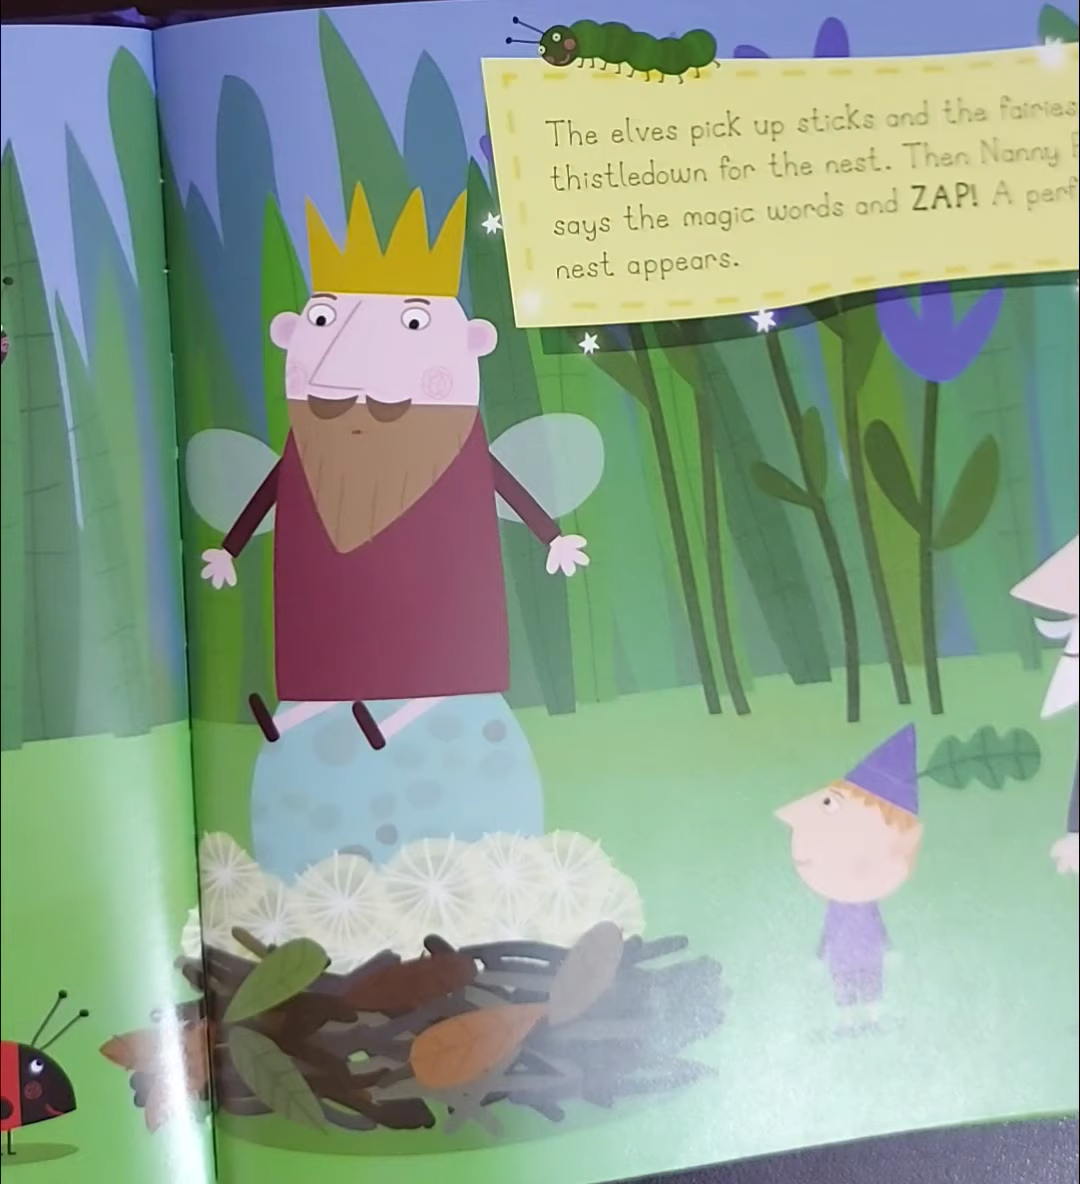 The elves pick up sticks and the fairies
thistledown for the nest. Then Nanny
says the magic words and ZAP! A
nest appears.